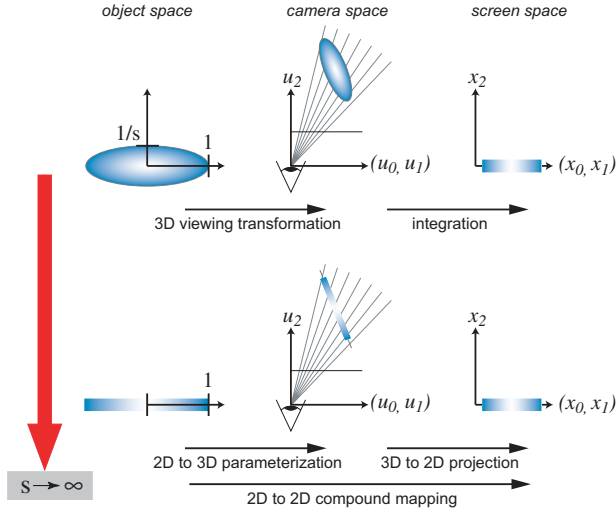 object space
camera space
screen space
u₂
x₂
1/s
1
(u₀, u₁)
(x₀, x₁)
3D viewing transformation
integration
u₂
x₂
1
(u₀, u₁)
(x₀, x₁)
2D to 3D parameterization
3D to 2D projection
s → ∞
2D to 2D compound mapping